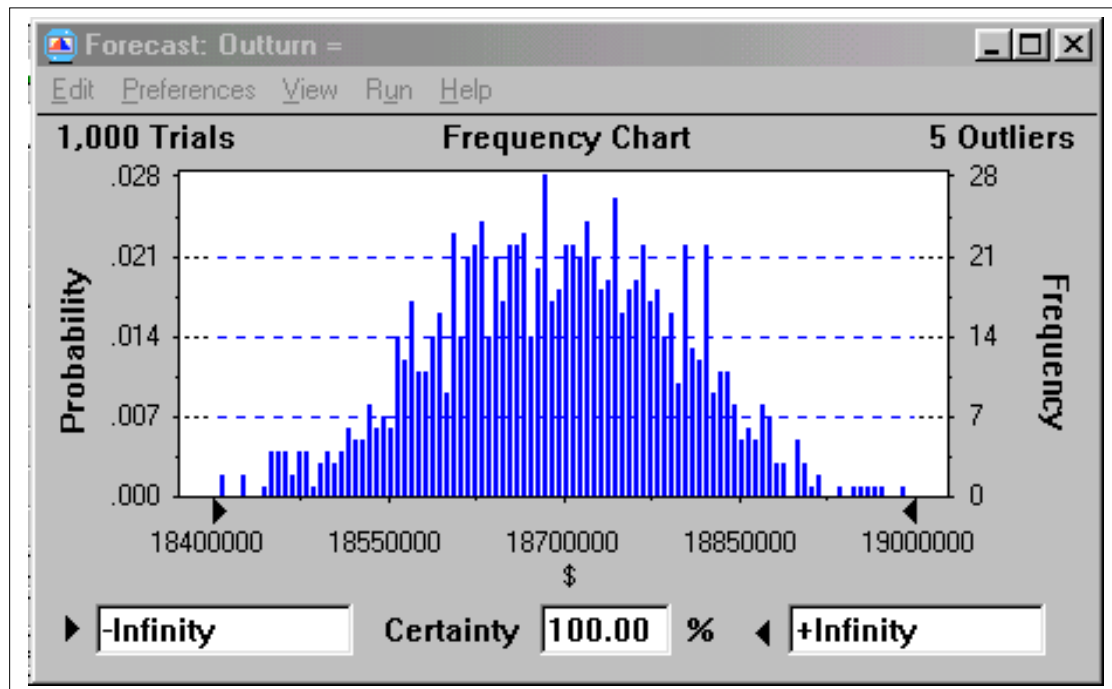 Forecast: Outturn =
Edit Preferences View Run Help
1,000 Trials Frequency Chart 5 Outliers
.028 28
.021 21
.014 14
.007 7
.000 0
Probability
Frequency
18400000 18550000 18700000 18850000 19000000
$
-Infinity Certainty 100.00 % +Infinity